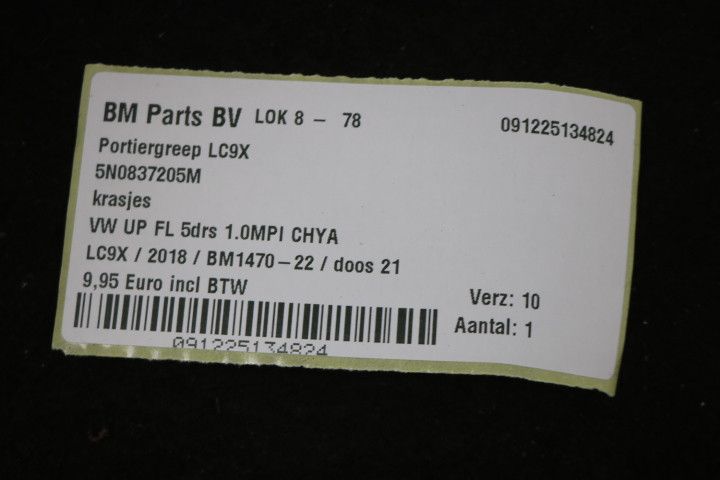 BM Parts BV LOK 8 - 78
091225134824
Portiergreep LC9X
5N0837205M
krasjes
VW UP FL 5drs 1.0MPI CHYA
LC9X / 2018 / BM1470-22 / doos 21
9,95 Euro incl BTW
Verz: 10
Aantal: 1
091225134824